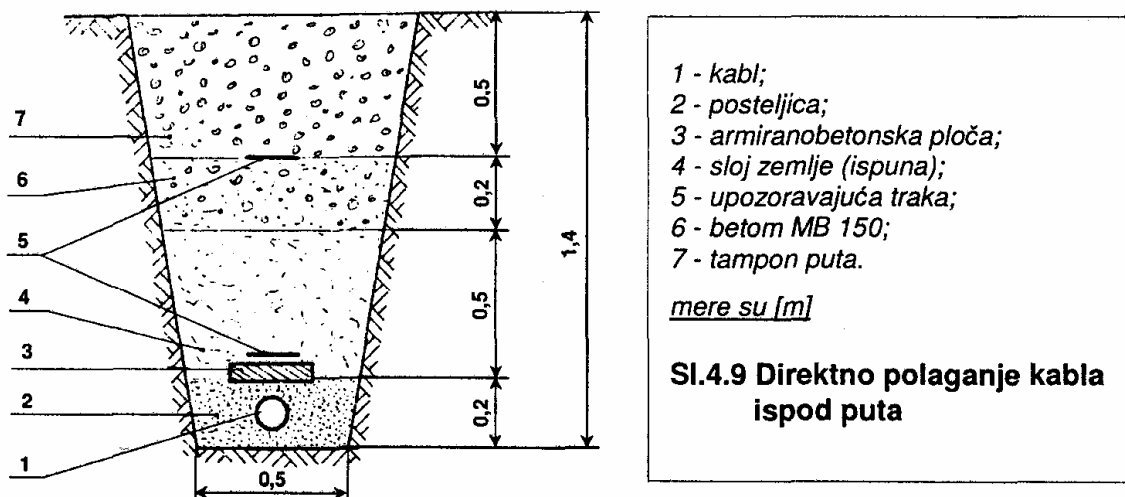 7
6
5
4
3
2
1
0,5
0,2
0,5
0,2
1,4
0,5
1 - kabl;
2 - posteljica;
3 - armiranobetonska ploča;
4 - sloj zemlje (ispuna);
5 - upozoravajuća traka;
6 - betom MB 150;
7 - tampon puta.
mere su [m]
Sl.4.9 Direktno polaganje kabla
ispod puta